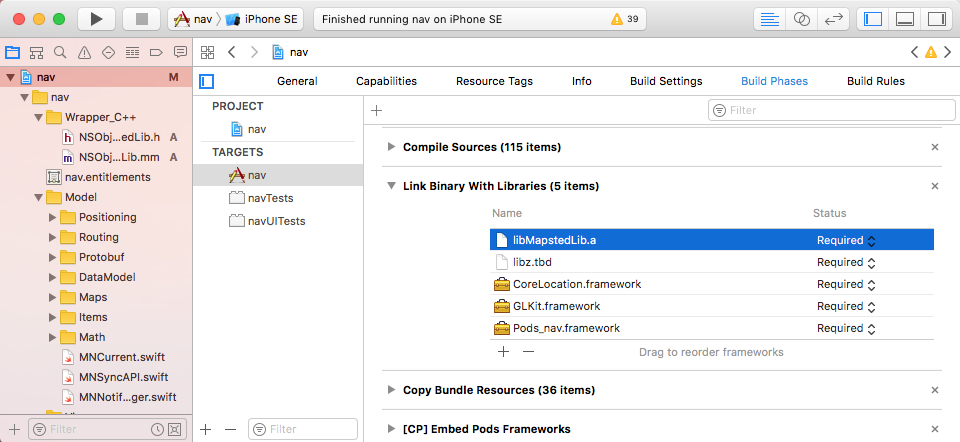 nav iPhone SE Finished running nav on iPhone SE 39
nav
General Capabilities Resource Tags Info Build Settings Build Phases Build Rules
nav M
nav
Wrapper_C++
h NSObj...edLib.h A
m NSObj...Lib.mm A
nav.entitlements
Model
Positioning
Routing
Protobuf
DataModel
Maps
Items
Math
MNCurrent.swift
MNSyncAPI.swift
MNNotif...ger.swift
Filter
PROJECT
nav
TARGETS
nav
navTests
navUITests
Filter
Filter
Compile Sources (115 items)
Link Binary With Libraries (5 items)
Name Status
libMapstedLib.a Required
libz.tbd Required
CoreLocation.framework Required
GLKit.framework Required
Pods_nav.framework Required
Drag to reorder frameworks
Copy Bundle Resources (36 items)
[CP] Embed Pods Frameworks